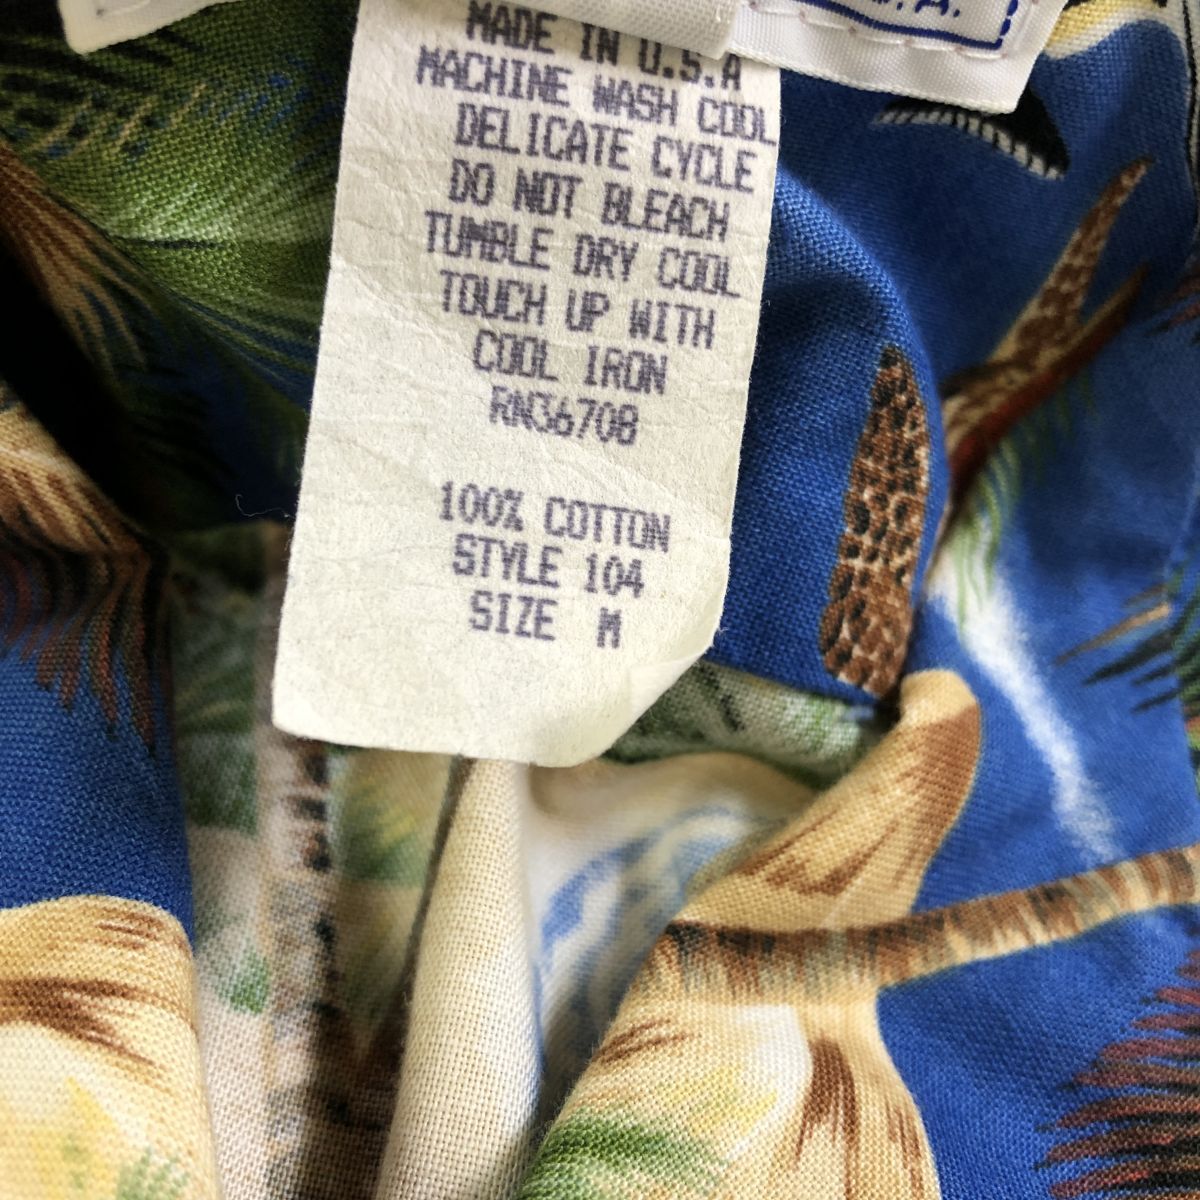 U.S.A.
MADE IN U.S.A
MACHINE WASH COOL
DELICATE CYCLE
DO NOT BLEACH
TUMBLE DRY COOL
TOUCH UP WITH
COOL IRON
RN36708
100% COTTON
STYLE 104
SIZE M